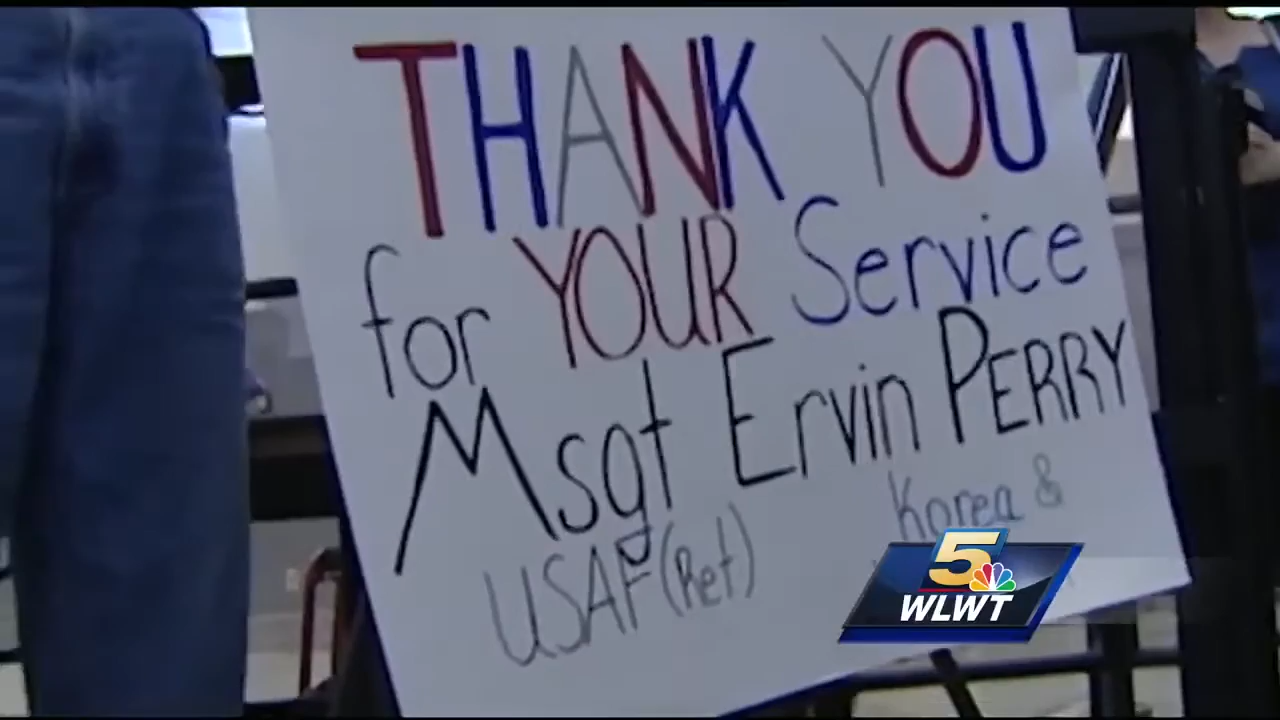 THANK YOU
for YOUR Service
Msgt Ervin PERRY
USAF (Ret)
Korea &
5
WLWT